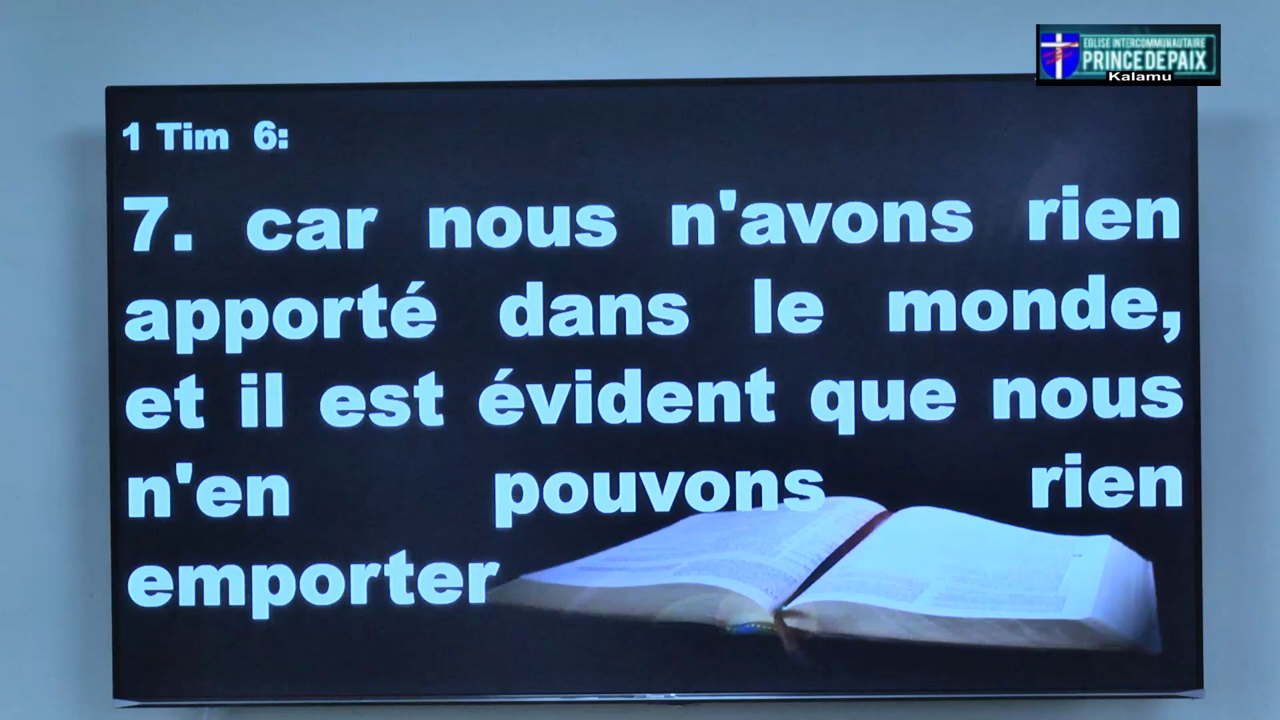 EGLISE INTERCOMMUNAUTAIRE
PRINCE DE PAIX
Kalamu
1 Tim 6:
7. car nous n'avons rien
apporté dans le monde,
et il est évident que nous
n'en pouvons rien
emporter